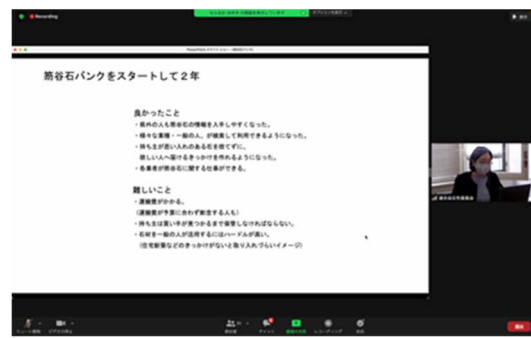 Recording
笏谷石バンクをスタートして2年
良かったこと
・県外の人も笏谷石の情報を入手しやすくなった。
・様々な業種・一般の人、が検索して利用できるようになった。
・持ち主が思い入れのある石を捨てずに、
欲しい人へ届けるきっかけを作れるようになった。
・各業者が笏谷石に関する仕事ができる。
難しいこと
・運搬費がかかる。
（運搬費が予算に合わず断念する人も）
・持ち主は買い手が見つかるまで保管しなければならない。
・石材を一般の人が活用するにはハードルが高い。
（住宅新築などのきっかけがないと取り入れづらいイメージ）